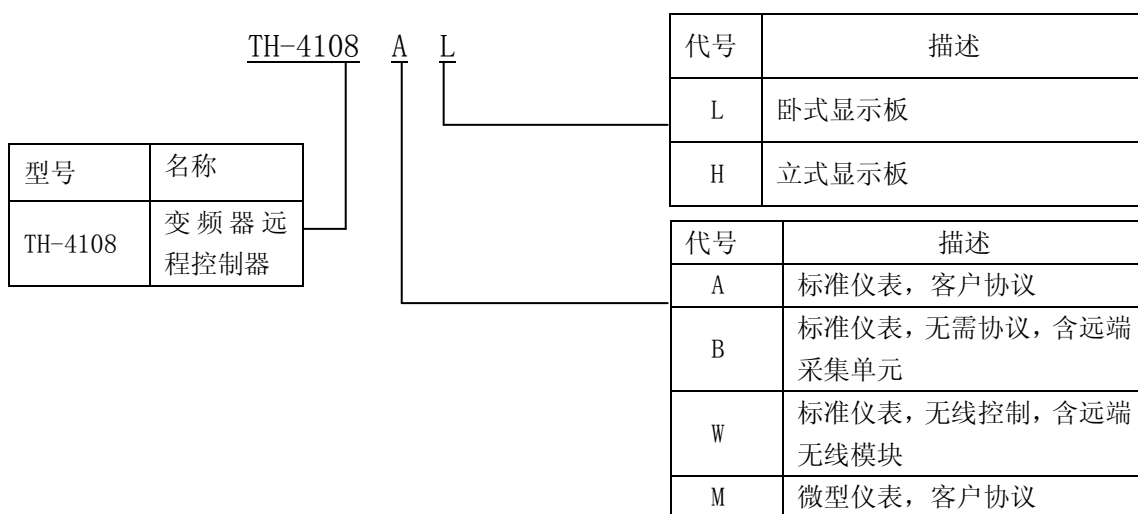 TH-4108 A L
代号 描述
L 卧式显示板
H 立式显示板
型号 名称
TH-4108 变频器远
程控制器
代号 描述
A 标准仪表，客户协议
B 标准仪表，无需协议，含远端
采集单元
W 标准仪表，无线控制，含远端
无线模块
M 微型仪表，客户协议